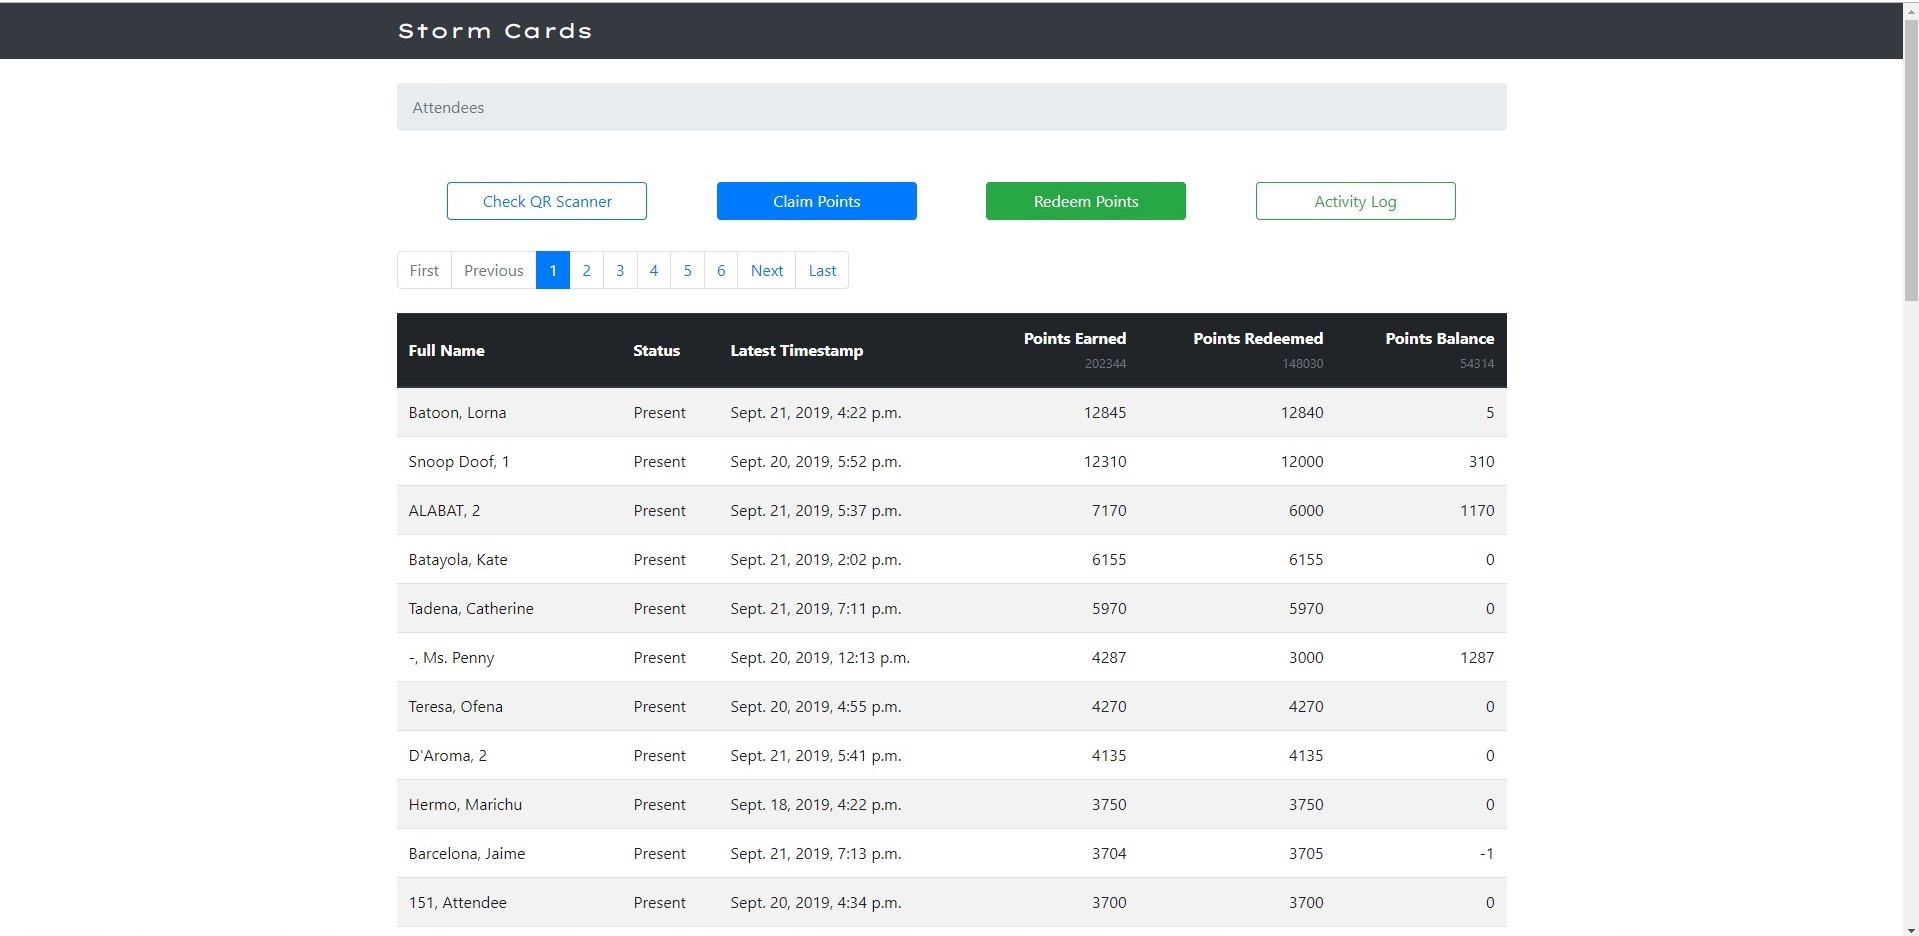 Storm Cards
Attendees
Check QR Scanner Claim Points Redeem Points Activity Log
First Previous 1 2 3 4 5 6 Next Last
Full Name Status Latest Timestamp Points Earned Points Redeemed Points Balance
202344 148030 54314
Batoon, Lorna Present Sept. 21, 2019, 4:22 p.m. 12845 12840 5
Snoop Doof, 1 Present Sept. 20, 2019, 5:52 p.m. 12310 12000 310
ALABAT, 2 Present Sept. 21, 2019, 5:37 p.m. 7170 6000 1170
Batayola, Kate Present Sept. 21, 2019, 2:02 p.m. 6155 6155 0
Tadena, Catherine Present Sept. 21, 2019, 7:11 p.m. 5970 5970 0
-, Ms. Penny Present Sept. 20, 2019, 12:13 p.m. 4287 3000 1287
Teresa, Ofena Present Sept. 20, 2019, 4:55 p.m. 4270 4270 0
D'Aroma, 2 Present Sept. 21, 2019, 5:41 p.m. 4135 4135 0
Hermo, Marichu Present Sept. 18, 2019, 4:22 p.m. 3750 3750 0
Barcelona, Jaime Present Sept. 21, 2019, 7:13 p.m. 3704 3705 -1
151, Attendee Present Sept. 20, 2019, 4:34 p.m. 3700 3700 0